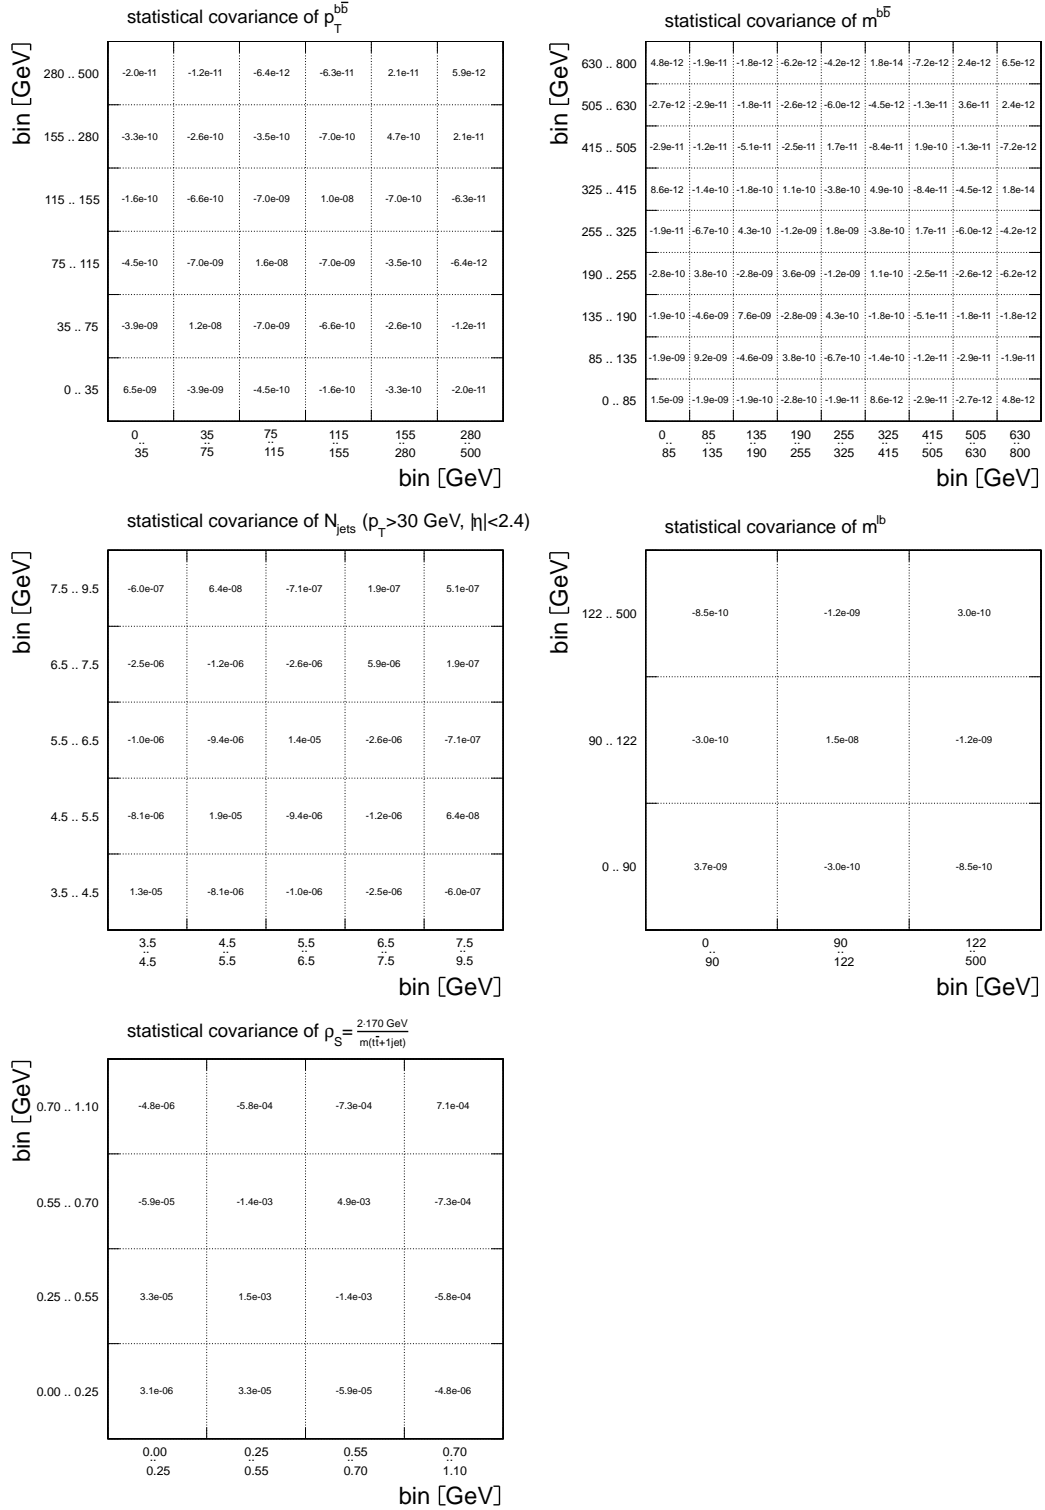 statistical covariance of p_T^{bb̅}
bin [GeV]
280 .. 500 -2.0e-11 -1.2e-11 -6.4e-12 -6.3e-11 2.1e-11 5.9e-12
155 .. 280 -3.3e-10 -2.6e-10 -3.5e-10 -7.0e-10 4.7e-10 2.1e-11
115 .. 155 -1.6e-10 -6.6e-10 -7.0e-09 1.0e-08 -7.0e-10 -6.3e-11
75 .. 115 -4.5e-10 -7.0e-09 1.6e-08 -7.0e-09 -3.5e-10 -6.4e-12
35 .. 75 -3.9e-09 1.2e-08 -7.0e-09 -6.6e-10 -2.6e-10 -1.2e-11
0 .. 35 6.5e-09 -3.9e-09 -4.5e-10 -1.6e-10 -3.3e-10 -2.0e-11
0 35 75 115 155 280
.. .. .. .. .. ..
35 75 115 155 280 500
bin [GeV]
statistical covariance of m^{bb̅}
bin [GeV]
630 .. 800 4.8e-12 -1.9e-11 -1.8e-12 -6.2e-12 -4.2e-12 1.8e-14 -7.2e-12 2.4e-12 6.5e-12
505 .. 630 -2.7e-12 -2.9e-11 -1.8e-11 -2.6e-12 -6.0e-12 -4.5e-12 -1.3e-11 3.6e-11 2.4e-12
415 .. 505 -2.9e-11 -1.2e-11 -5.1e-11 -2.5e-11 1.7e-11 -8.4e-11 1.9e-10 -1.3e-11 -7.2e-12
325 .. 415 8.6e-12 -1.4e-10 -1.8e-10 1.1e-10 -3.8e-10 4.9e-10 -8.4e-11 -4.5e-12 1.8e-14
255 .. 325 -1.9e-11 -6.7e-10 4.3e-10 -1.2e-09 1.8e-09 -3.8e-10 1.7e-11 -6.0e-12 -4.2e-12
190 .. 255 -2.8e-10 3.8e-10 -2.8e-09 3.6e-09 -1.2e-09 1.1e-10 -2.5e-11 -2.6e-12 -6.2e-12
135 .. 190 -1.9e-10 -4.6e-09 7.6e-09 -2.8e-09 4.3e-10 -1.8e-10 -5.1e-11 -1.8e-11 -1.8e-12
85 .. 135 -1.9e-09 9.2e-09 -4.6e-09 3.8e-10 -6.7e-10 -1.4e-10 -1.2e-11 -2.9e-11 -1.9e-11
0 .. 85 1.5e-09 -1.9e-09 -1.9e-10 -2.8e-10 -1.9e-11 8.6e-12 -2.9e-11 -2.7e-12 4.8e-12
0 85 135 190 255 325 415 505 630
.. .. .. .. .. .. .. .. ..
85 135 190 255 325 415 505 630 800
bin [GeV]
statistical covariance of N_{jets} (p_T>30 GeV, |η|<2.4)
bin [GeV]
7.5 .. 9.5 -6.0e-07 6.4e-08 -7.1e-07 1.9e-07 5.1e-07
6.5 .. 7.5 -2.5e-06 -1.2e-06 -2.6e-06 5.9e-06 1.9e-07
5.5 .. 6.5 -1.0e-06 -9.4e-06 1.4e-05 -2.6e-06 -7.1e-07
4.5 .. 5.5 -8.1e-06 1.9e-05 -9.4e-06 -1.2e-06 6.4e-08
3.5 .. 4.5 1.3e-05 -8.1e-06 -1.0e-06 -2.5e-06 -6.0e-07
3.5 4.5 5.5 6.5 7.5
.. .. .. .. ..
4.5 5.5 6.5 7.5 9.5
bin [GeV]
statistical covariance of m^{lb}
bin [GeV]
122 .. 500 -8.5e-10 -1.2e-09 3.0e-10
90 .. 122 -3.0e-10 1.5e-08 -1.2e-09
0 .. 90 3.7e-09 -3.0e-10 -8.5e-10
0 90 122
.. .. ..
90 122 500
bin [GeV]
statistical covariance of ρ_S= 2·170 GeV / m(tt̅+1jet)
bin [GeV]
0.70 .. 1.10 -4.8e-06 -5.8e-04 -7.3e-04 7.1e-04
0.55 .. 0.70 -5.9e-05 -1.4e-03 4.9e-03 -7.3e-04
0.25 .. 0.55 3.3e-05 1.5e-03 -1.4e-03 -5.8e-04
0.00 .. 0.25 3.1e-06 3.3e-05 -5.9e-05 -4.8e-06
0.00 0.25 0.55 0.70
.. .. .. ..
0.25 0.55 0.70 1.10
bin [GeV]